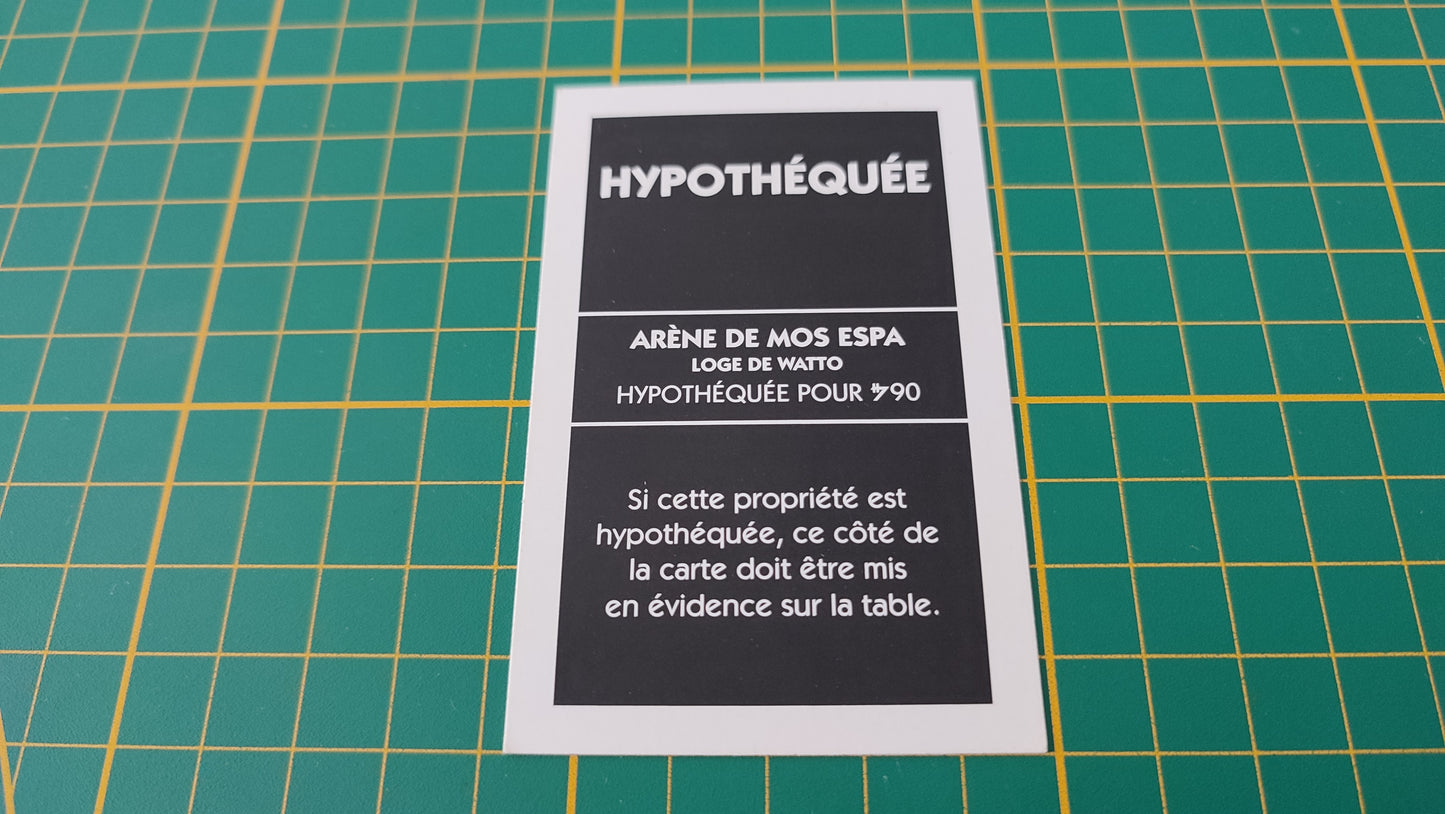 HYPOTHÉQUÉE
ARÈNE DE MOS ESPA
LOGE DE WATTO
HYPOTHÉQUÉE POUR 90
Si cette propriété est
hypothéquée, ce côté de
la carte doit être mis
en évidence sur la table.